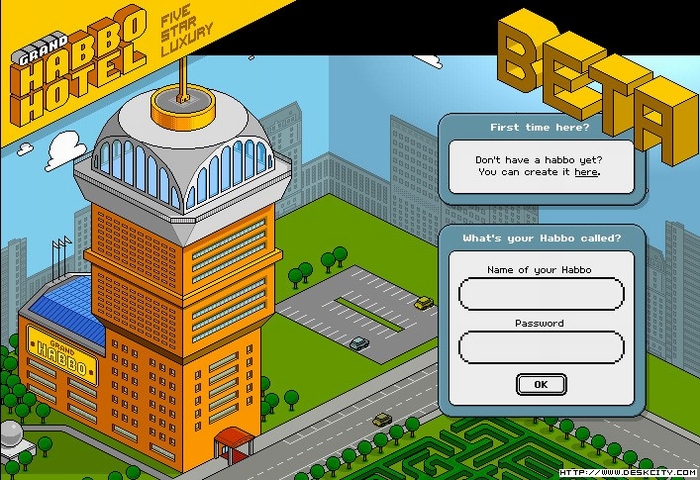 GRAND
HABBO
HOTEL
FIVE
STAR
LUXURY
BETA
First time here?
Don't have a habbo yet?
You can create it here.
What's your Habbo called?
Name of your Habbo
Password
OK
GRAND
HABBO
HTTP://WWW.DESKCITY.COM